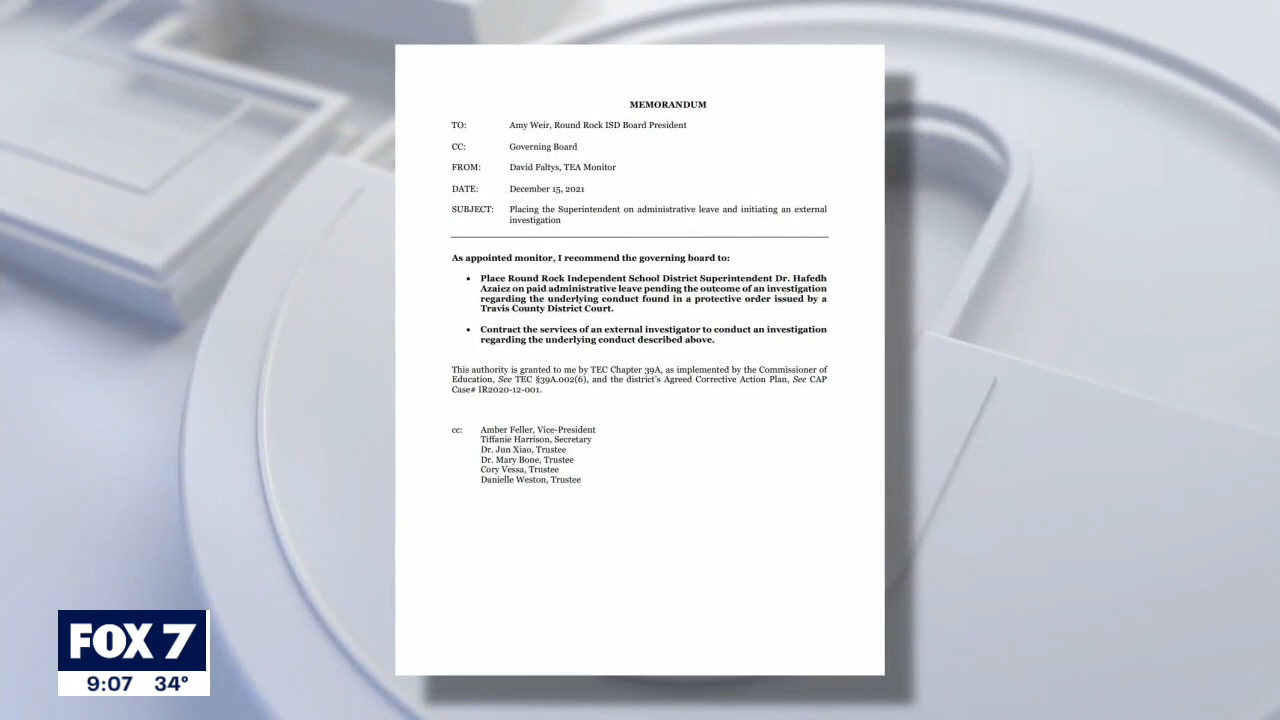 MEMORANDUM
TO: Amy Weir, Round Rock ISD Board President
CC: Governing Board
FROM: David Faltys, TEA Monitor
DATE: December 15, 2021
SUBJECT: Placing the Superintendent on administrative leave and initiating an external
investigation
As appointed monitor, I recommend the governing board to:
• Place Round Rock Independent School District Superintendent Dr. Hafedh
Azaiez on paid administrative leave pending the outcome of an investigation
regarding the underlying conduct found in a protective order issued by a
Travis County District Court.
• Contract the services of an external investigator to conduct an investigation
regarding the underlying conduct described above.
This authority is granted to me by TEC Chapter 39A, as implemented by the Commissioner of
Education, See TEC §39A.002(6), and the district's Agreed Corrective Action Plan, See CAP
Case# IR2020-12-001.
cc: Amber Feller, Vice-President
Tiffanie Harrison, Secretary
Dr. Jun Xiao, Trustee
Dr. Mary Bone, Trustee
Cory Vessa, Trustee
Danielle Weston, Trustee
FOX 7
9:07 34°